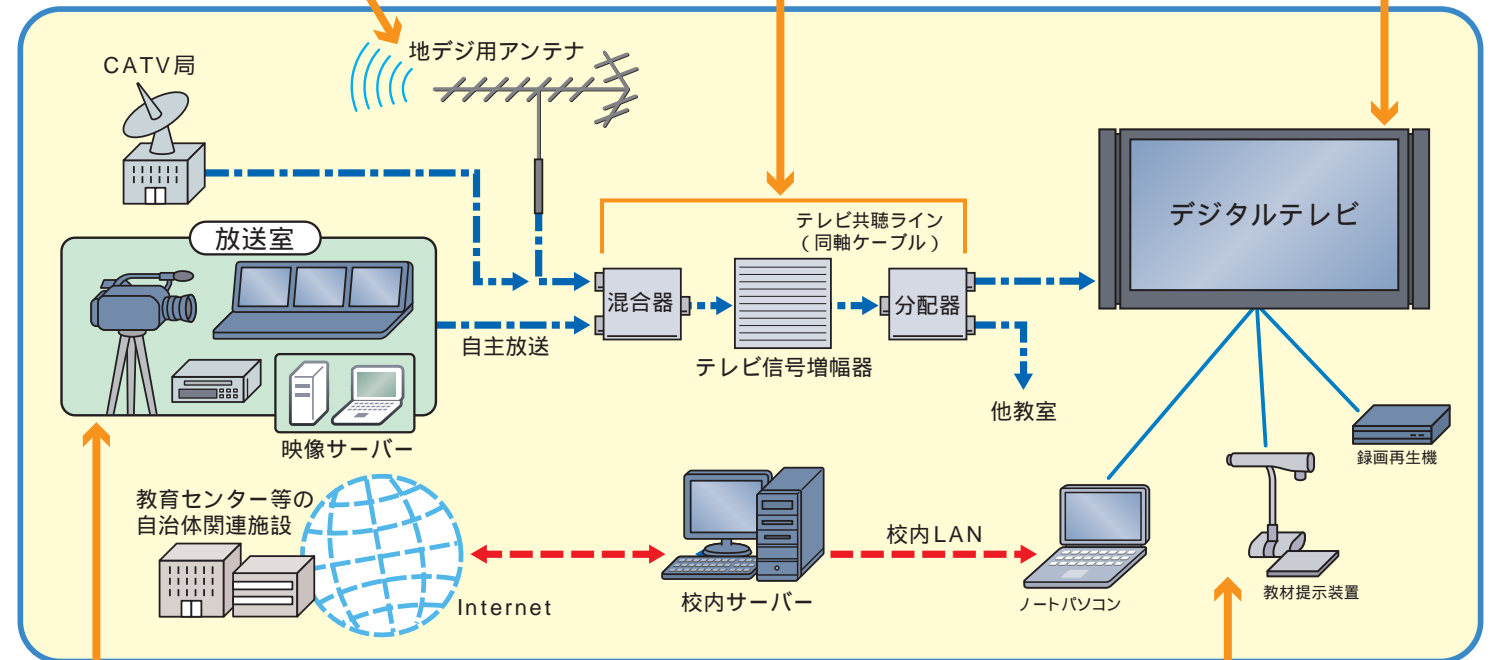 CATV局
地デジ用アンテナ
放送室
テレビ共聴ライン
(同軸ケーブル)
デジタルテレビ
混合器
分配器
自主放送
テレビ信号増幅器
他教室
映像サーバー
録画再生機
教育センター等の
自治体関連施設
校内LAN
Internet
校内サーバー
ノートパソコン
教材提示装置